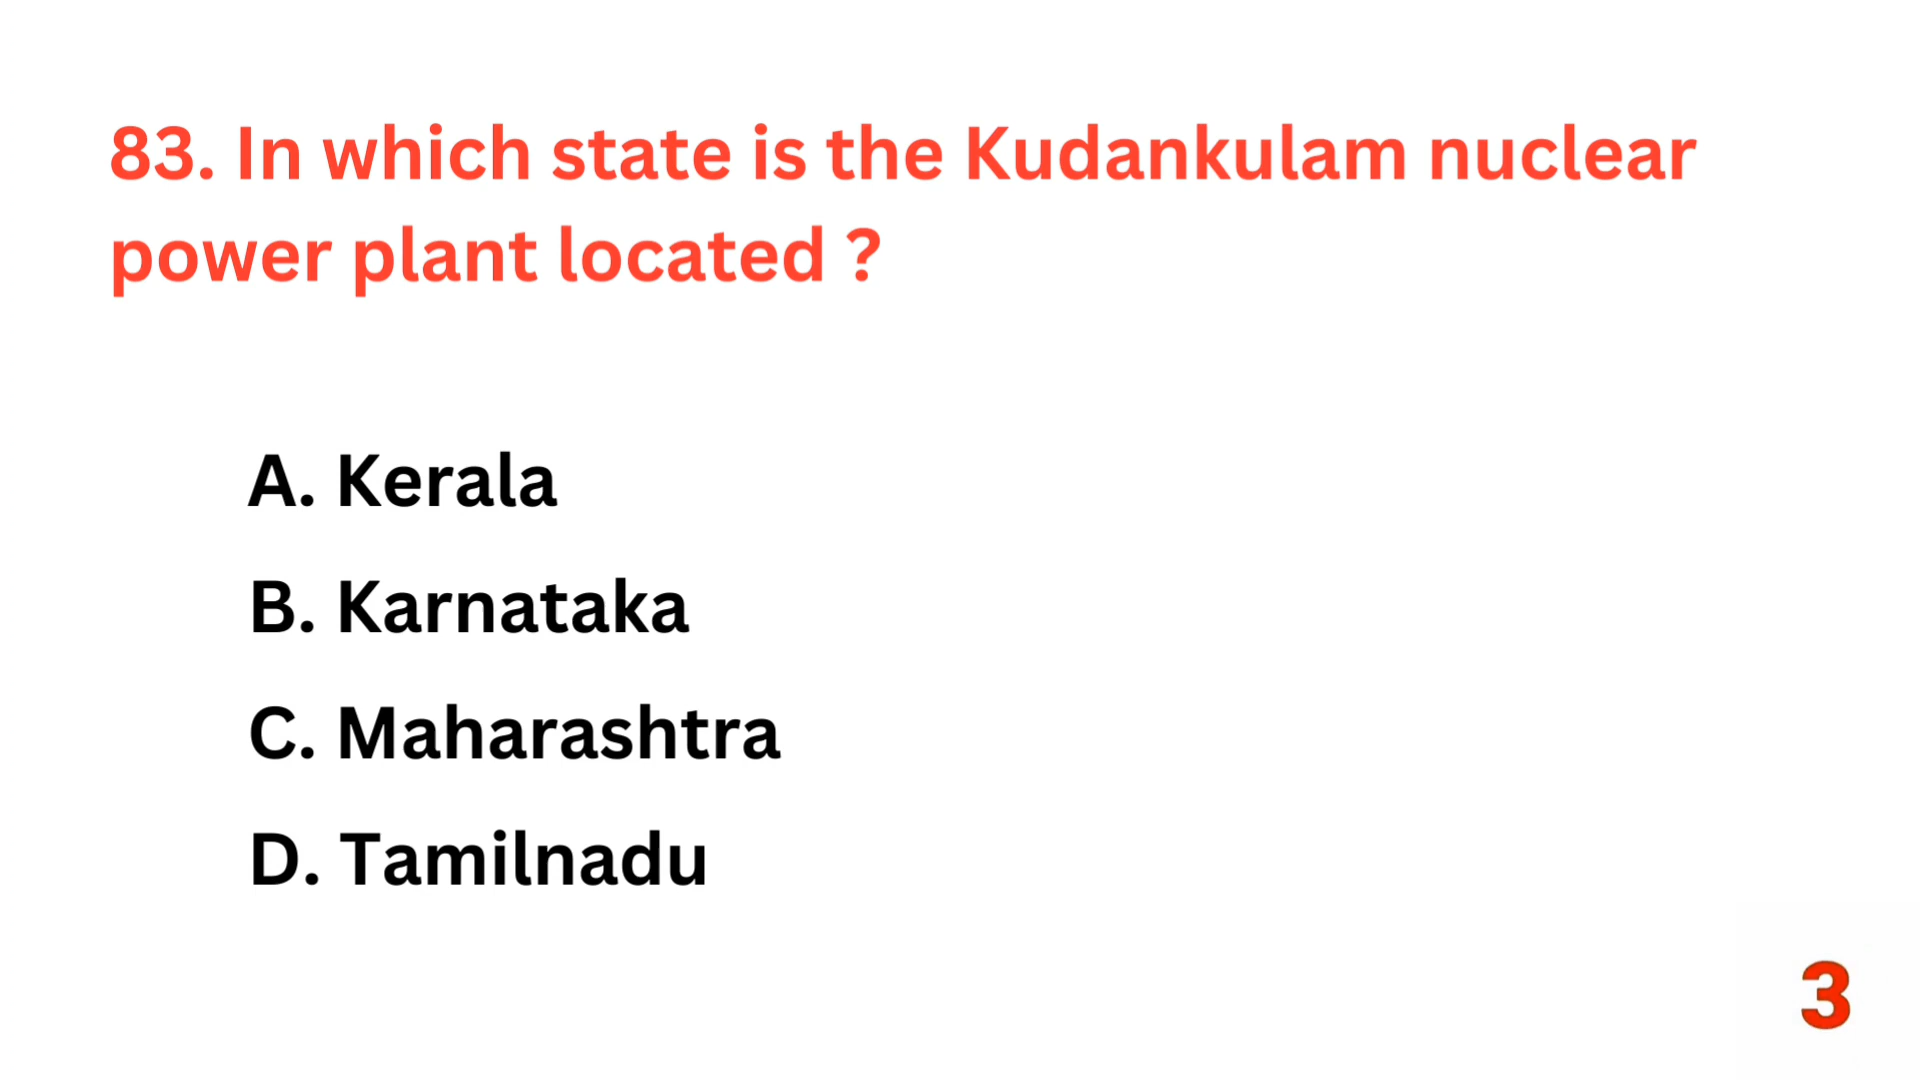 83. In which state is the Kudankulam nuclear
power plant located ?
A. Kerala
B. Karnataka
C. Maharashtra
D. Tamilnadu
3